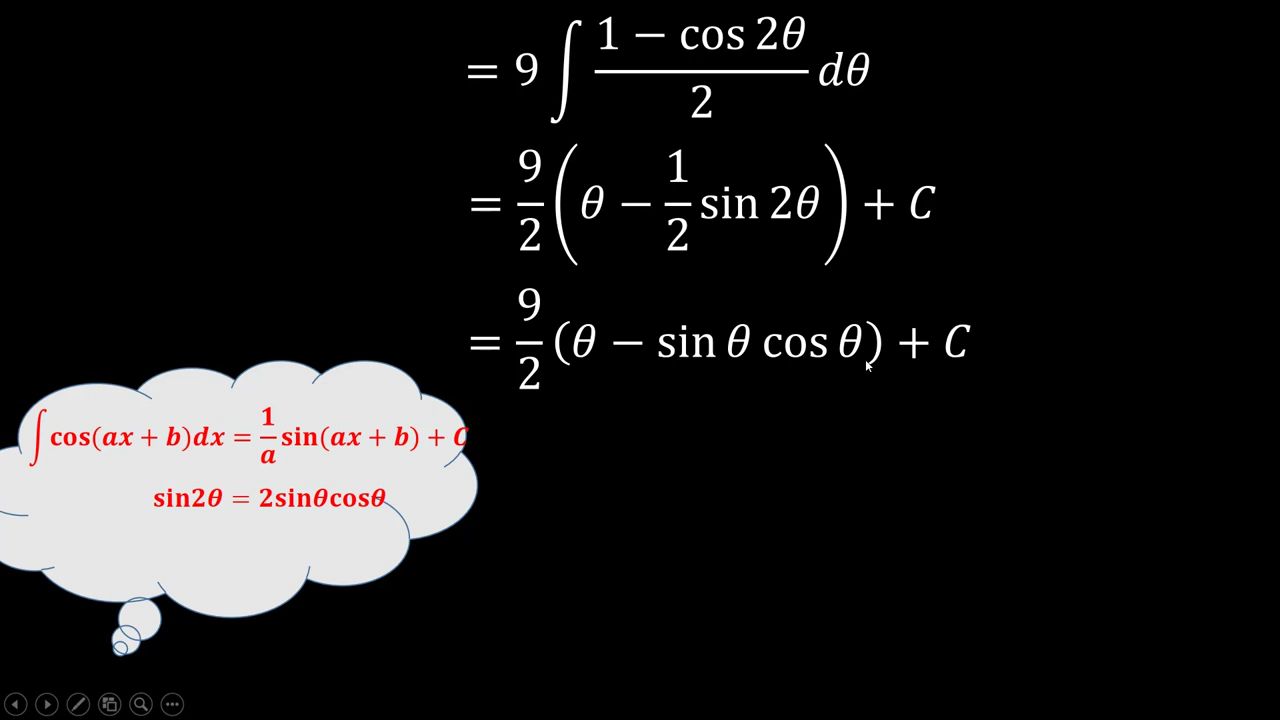 = 9 ∫ (1 − cos 2θ)/2 dθ
= 9/2 (θ − 1/2 sin 2θ) + C
= 9/2 (θ − sin θ cos θ) + C
∫ cos(ax + b)dx = 1/a sin(ax + b) + C
sin2θ = 2sinθcosθ